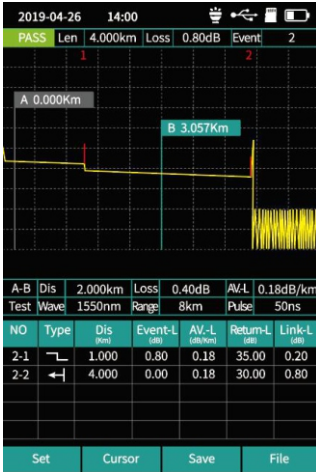 2019-04-26 14:00
PASS Len 4.000km Loss 0.80dB Event 2
1 2
A 0.000Km
B 3.057Km
A-B Dis 2.000km Loss 0.40dB AV.-L 0.18dB/km
Test Wave 1550nm Range 8km Pulse 50ns
NO Type Dis Event-L AV.-L Return-L Link-L
(Km) (dB) (dB/Km) (dB) (dB)
2-1 1.000 0.80 0.18 35.00 0.20
2-2 4.000 0.00 0.18 30.00 0.80
Set Cursor Save File